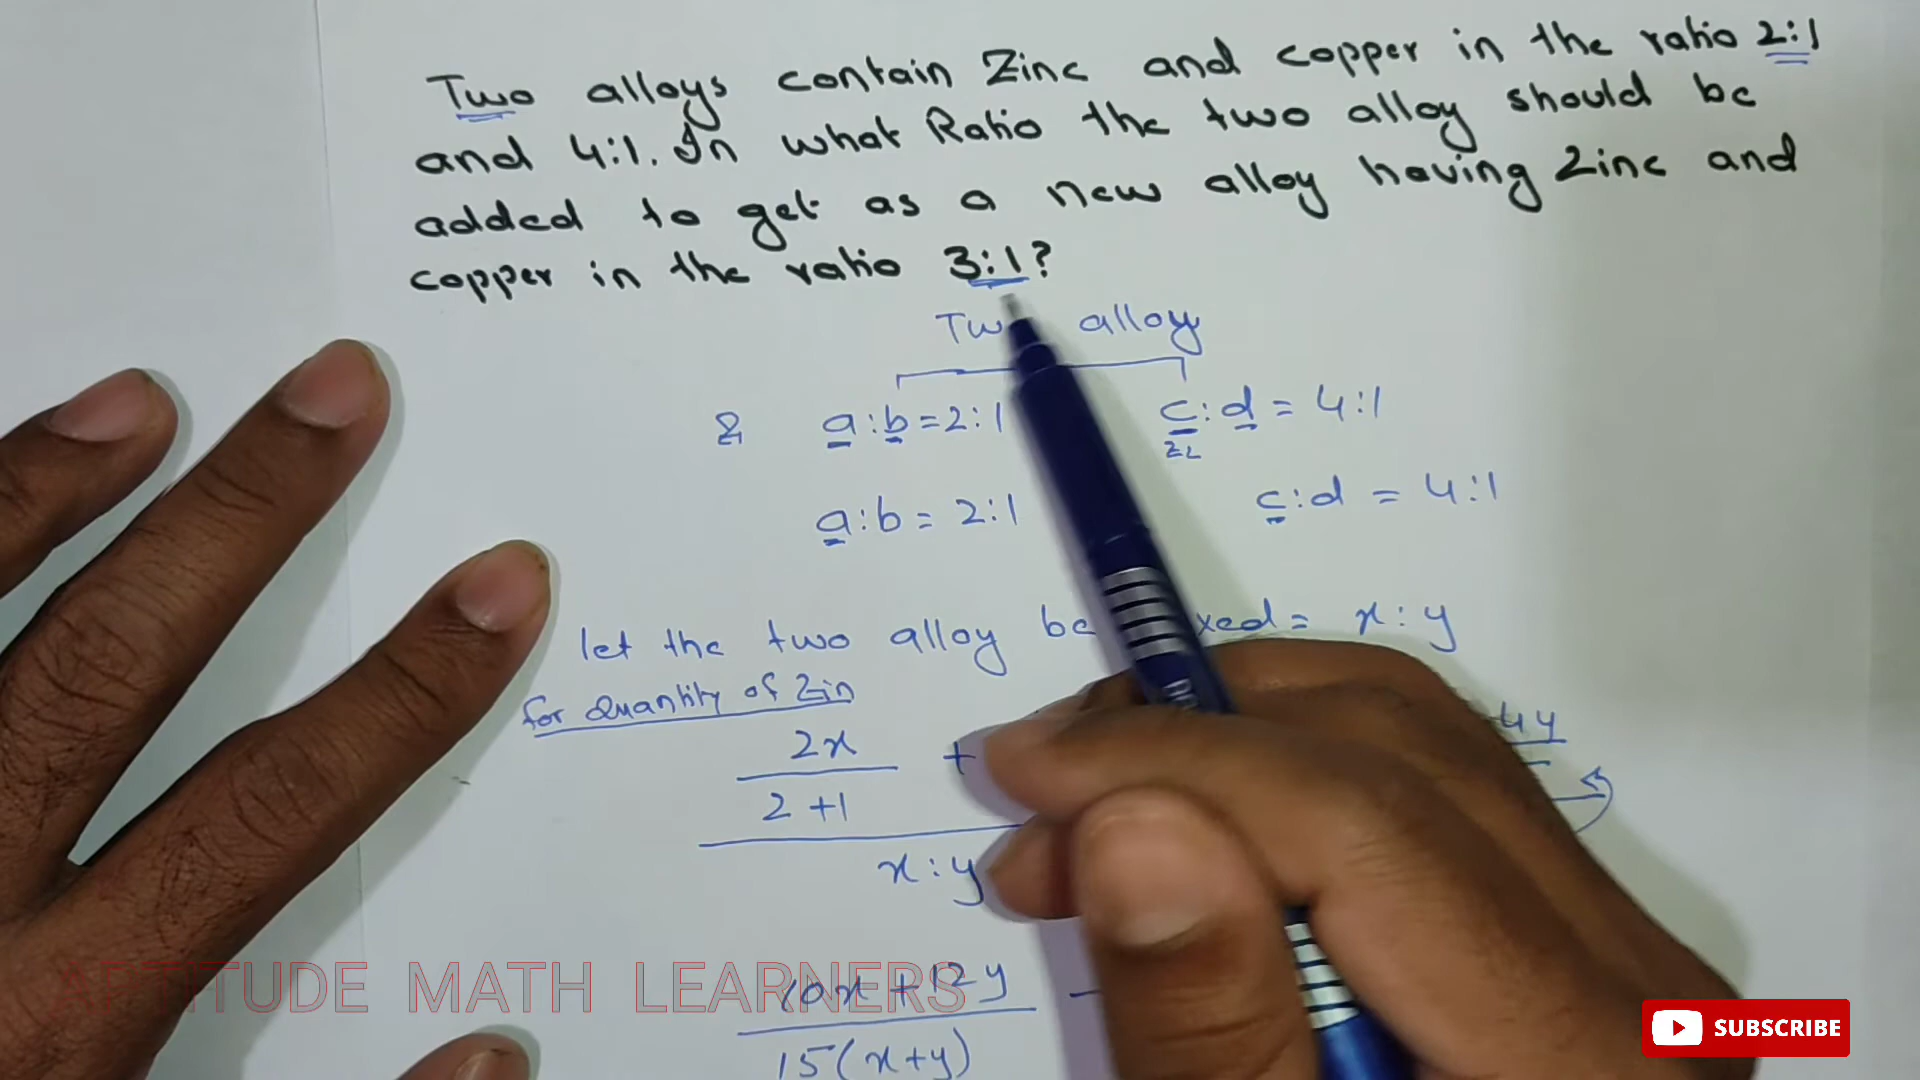 Two alloys contain Zinc and copper in the ratio 2:1
and 4:1. In what Ratio the two alloy should be
added to get as a new alloy having Zinc and
copper in the ratio 3:1?
alloy
a:b=2:1 c:d = 4:1
a:b = 2:1 c:d = 4:1
let the two alloy be xed = x:y
for Quantity of Zin
2x + 4y
2+1
x:y
10x + 12y
15(x+y)
APTITUDE MATH LEARNERS
SUBSCRIBE